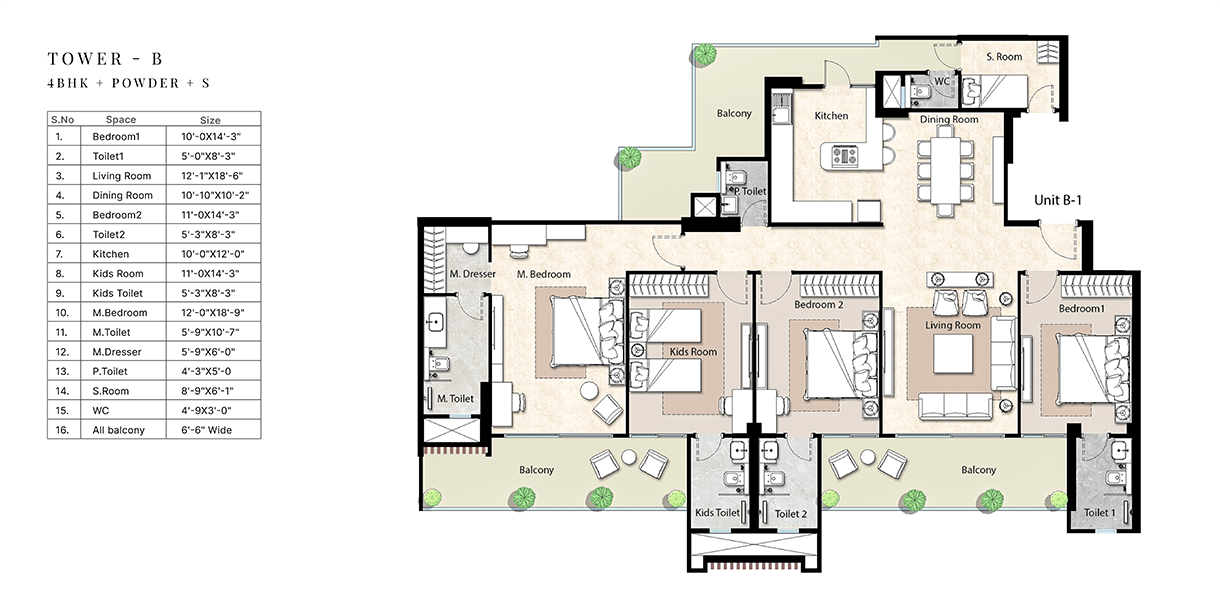 TOWER - B
4BHK + POWDER + S
S.No Space Size
1. Bedroom1 10'-0X14'-3"
2. Toilet1 5'-0"X8'-3"
3. Living Room 12'-1"X18'-6"
4. Dining Room 10'-10"X10'-2"
5. Bedroom2 11'-0X14'-3"
6. Toilet2 5'-3"X8'-3"
7. Kitchen 10'-0"X12'-0"
8. Kids Room 11'-0X14'-3"
9. Kids Toilet 5'-3"X8'-3"
10. M.Bedroom 12'-0"X18'-9"
11. M.Toilet 5'-9"X10'-7"
12. M.Dresser 5'-9"X6'-0"
13. P.Toilet 4'-3"X5'-0
14. S.Room 8'-9"X6'-1"
15. WC 4'-9X3'-0"
16. All balcony 6'-6" Wide
S. Room
WC
Balcony
Kitchen
Dining Room
P. Toilet
Unit B-1
M. Dresser
M. Bedroom
Bedroom 2
Bedroom1
Living Room
Kids Room
M. Toilet
Balcony
Balcony
Kids Toilet
Toilet 2
Toilet 1